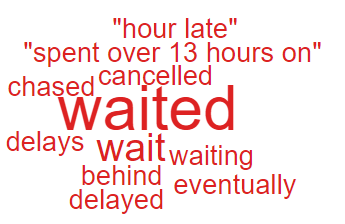 "hour late"
"spent over 13 hours on"
chased cancelled
waited
delays wait waiting
behind eventually
delayed